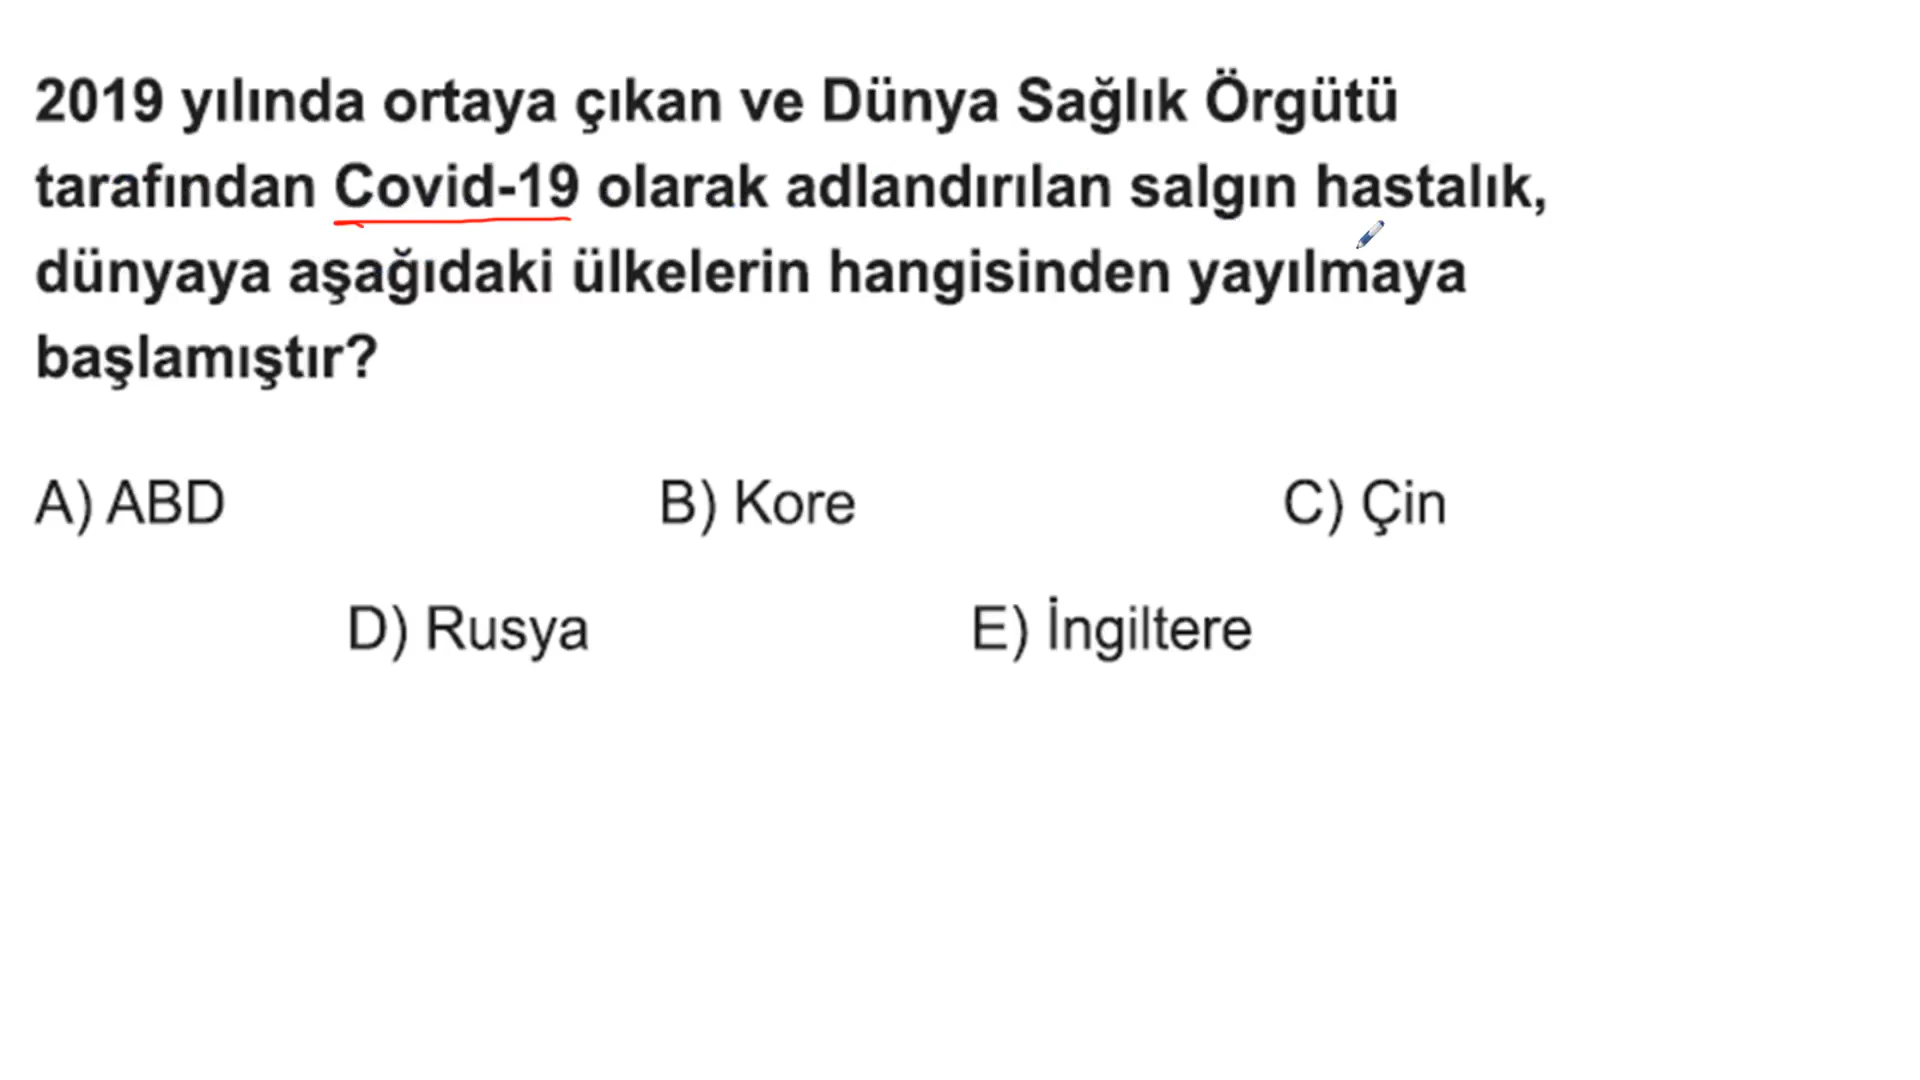 2019 yılında ortaya çıkan ve Dünya Sağlık Örgütü
tarafından Covid-19 olarak adlandırılan salgın hastalık,
dünyaya aşağıdaki ülkelerin hangisinden yayılmaya
başlamıştır?
A) ABD B) Kore C) Çin
D) Rusya E) İngiltere